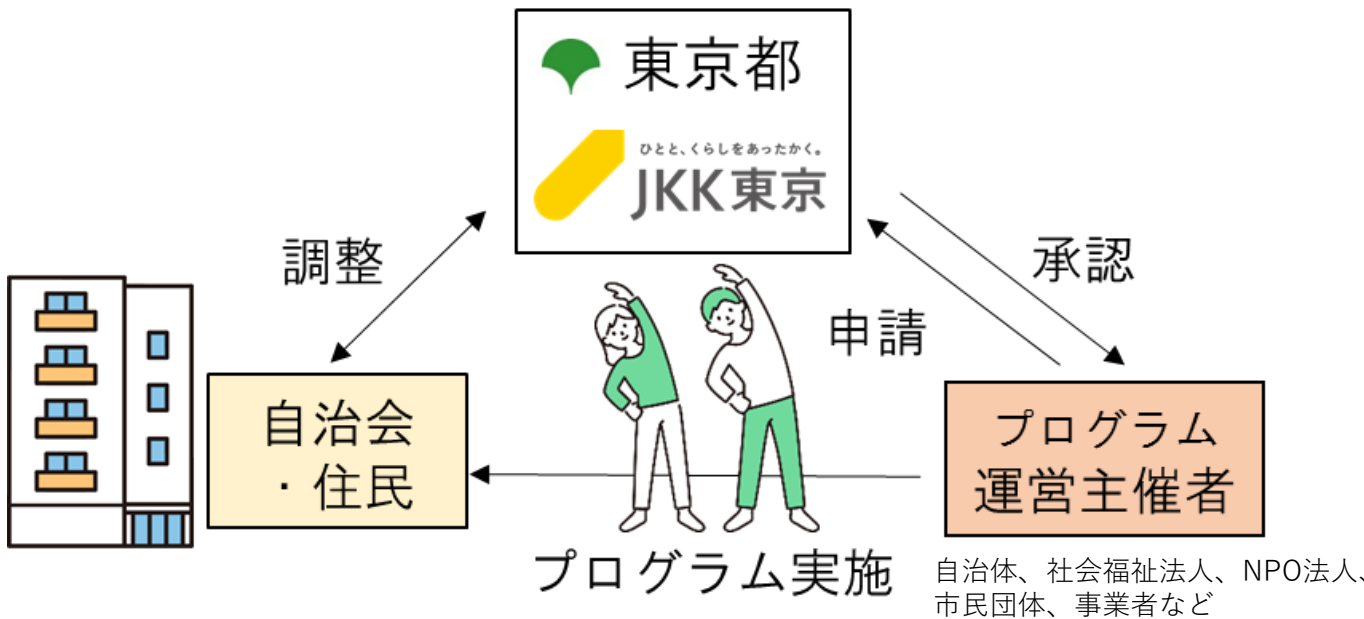 東京都
ひとと、くらしをあったかく。
JKK東京
調整
承認
申請
自治会
・住民
プログラム
運営主催者
プログラム実施
自治体、社会福祉法人、NPO法人、
市民団体、事業者など